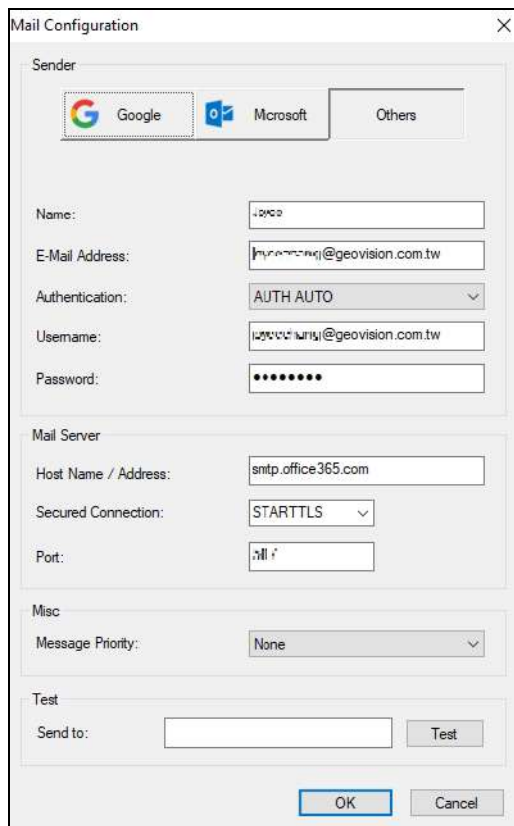 Mail Configuration
Sender
Google
Microsoft
Others
Name:
E-Mail Address: @geovision.com.tw
Authentication: AUTH AUTO
Username: @geovision.com.tw
Password: ●●●●●●●●
Mail Server
Host Name / Address: smtp.office365.com
Secured Connection: STARTTLS
Port:
Misc
Message Priority: None
Test
Send to:
Test
OK
Cancel